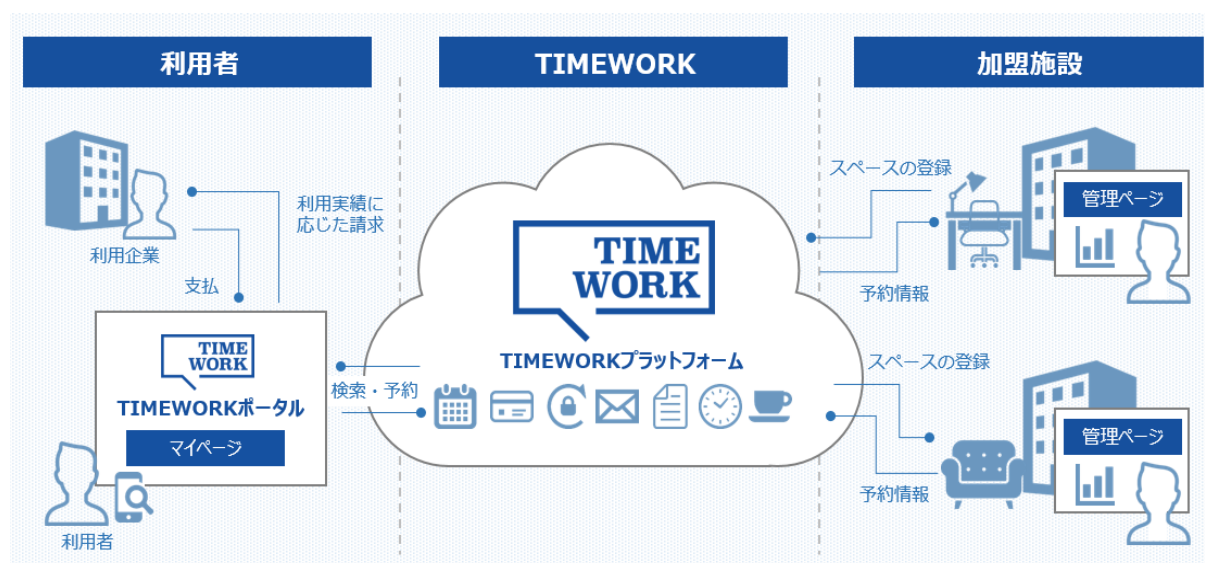 利用者
TIMEWORK
加盟施設
利用企業
利用実績に
応じた請求
支払
TIME
WORK
TIMEWORKポータル
マイページ
利用者
検索・予約
TIME
WORK
TIMEWORKプラットフォーム
スペースの登録
予約情報
管理ページ
スペースの登録
予約情報
管理ページ